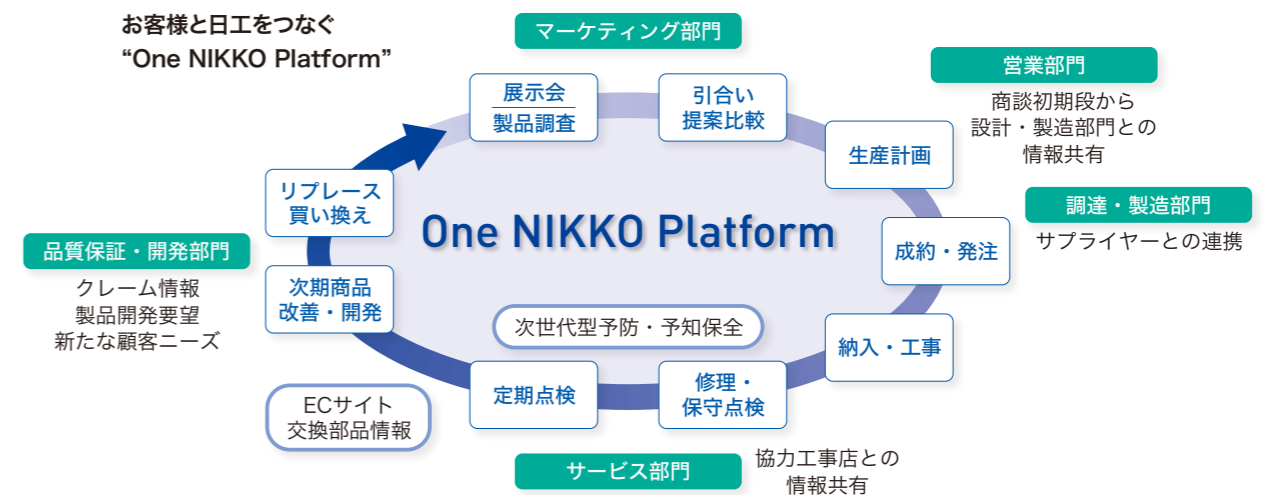 お客様と日工をつなぐ
“One NIKKO Platform”
マーケティング部門
展示会
製品調査
引合い
提案比較
営業部門
商談初期段から
設計・製造部門との
情報共有
生産計画
調達・製造部門
サプライヤーとの連携
成約・発注
One NIKKO Platform
リプレース
買い換え
品質保証・開発部門
クレーム情報
製品開発要望
新たな顧客ニーズ
次期商品
改善・開発
次世代型予防・予知保全
納入・工事
修理・
保守点検
定期点検
ECサイト
交換部品情報
サービス部門
協力工事店との
情報共有